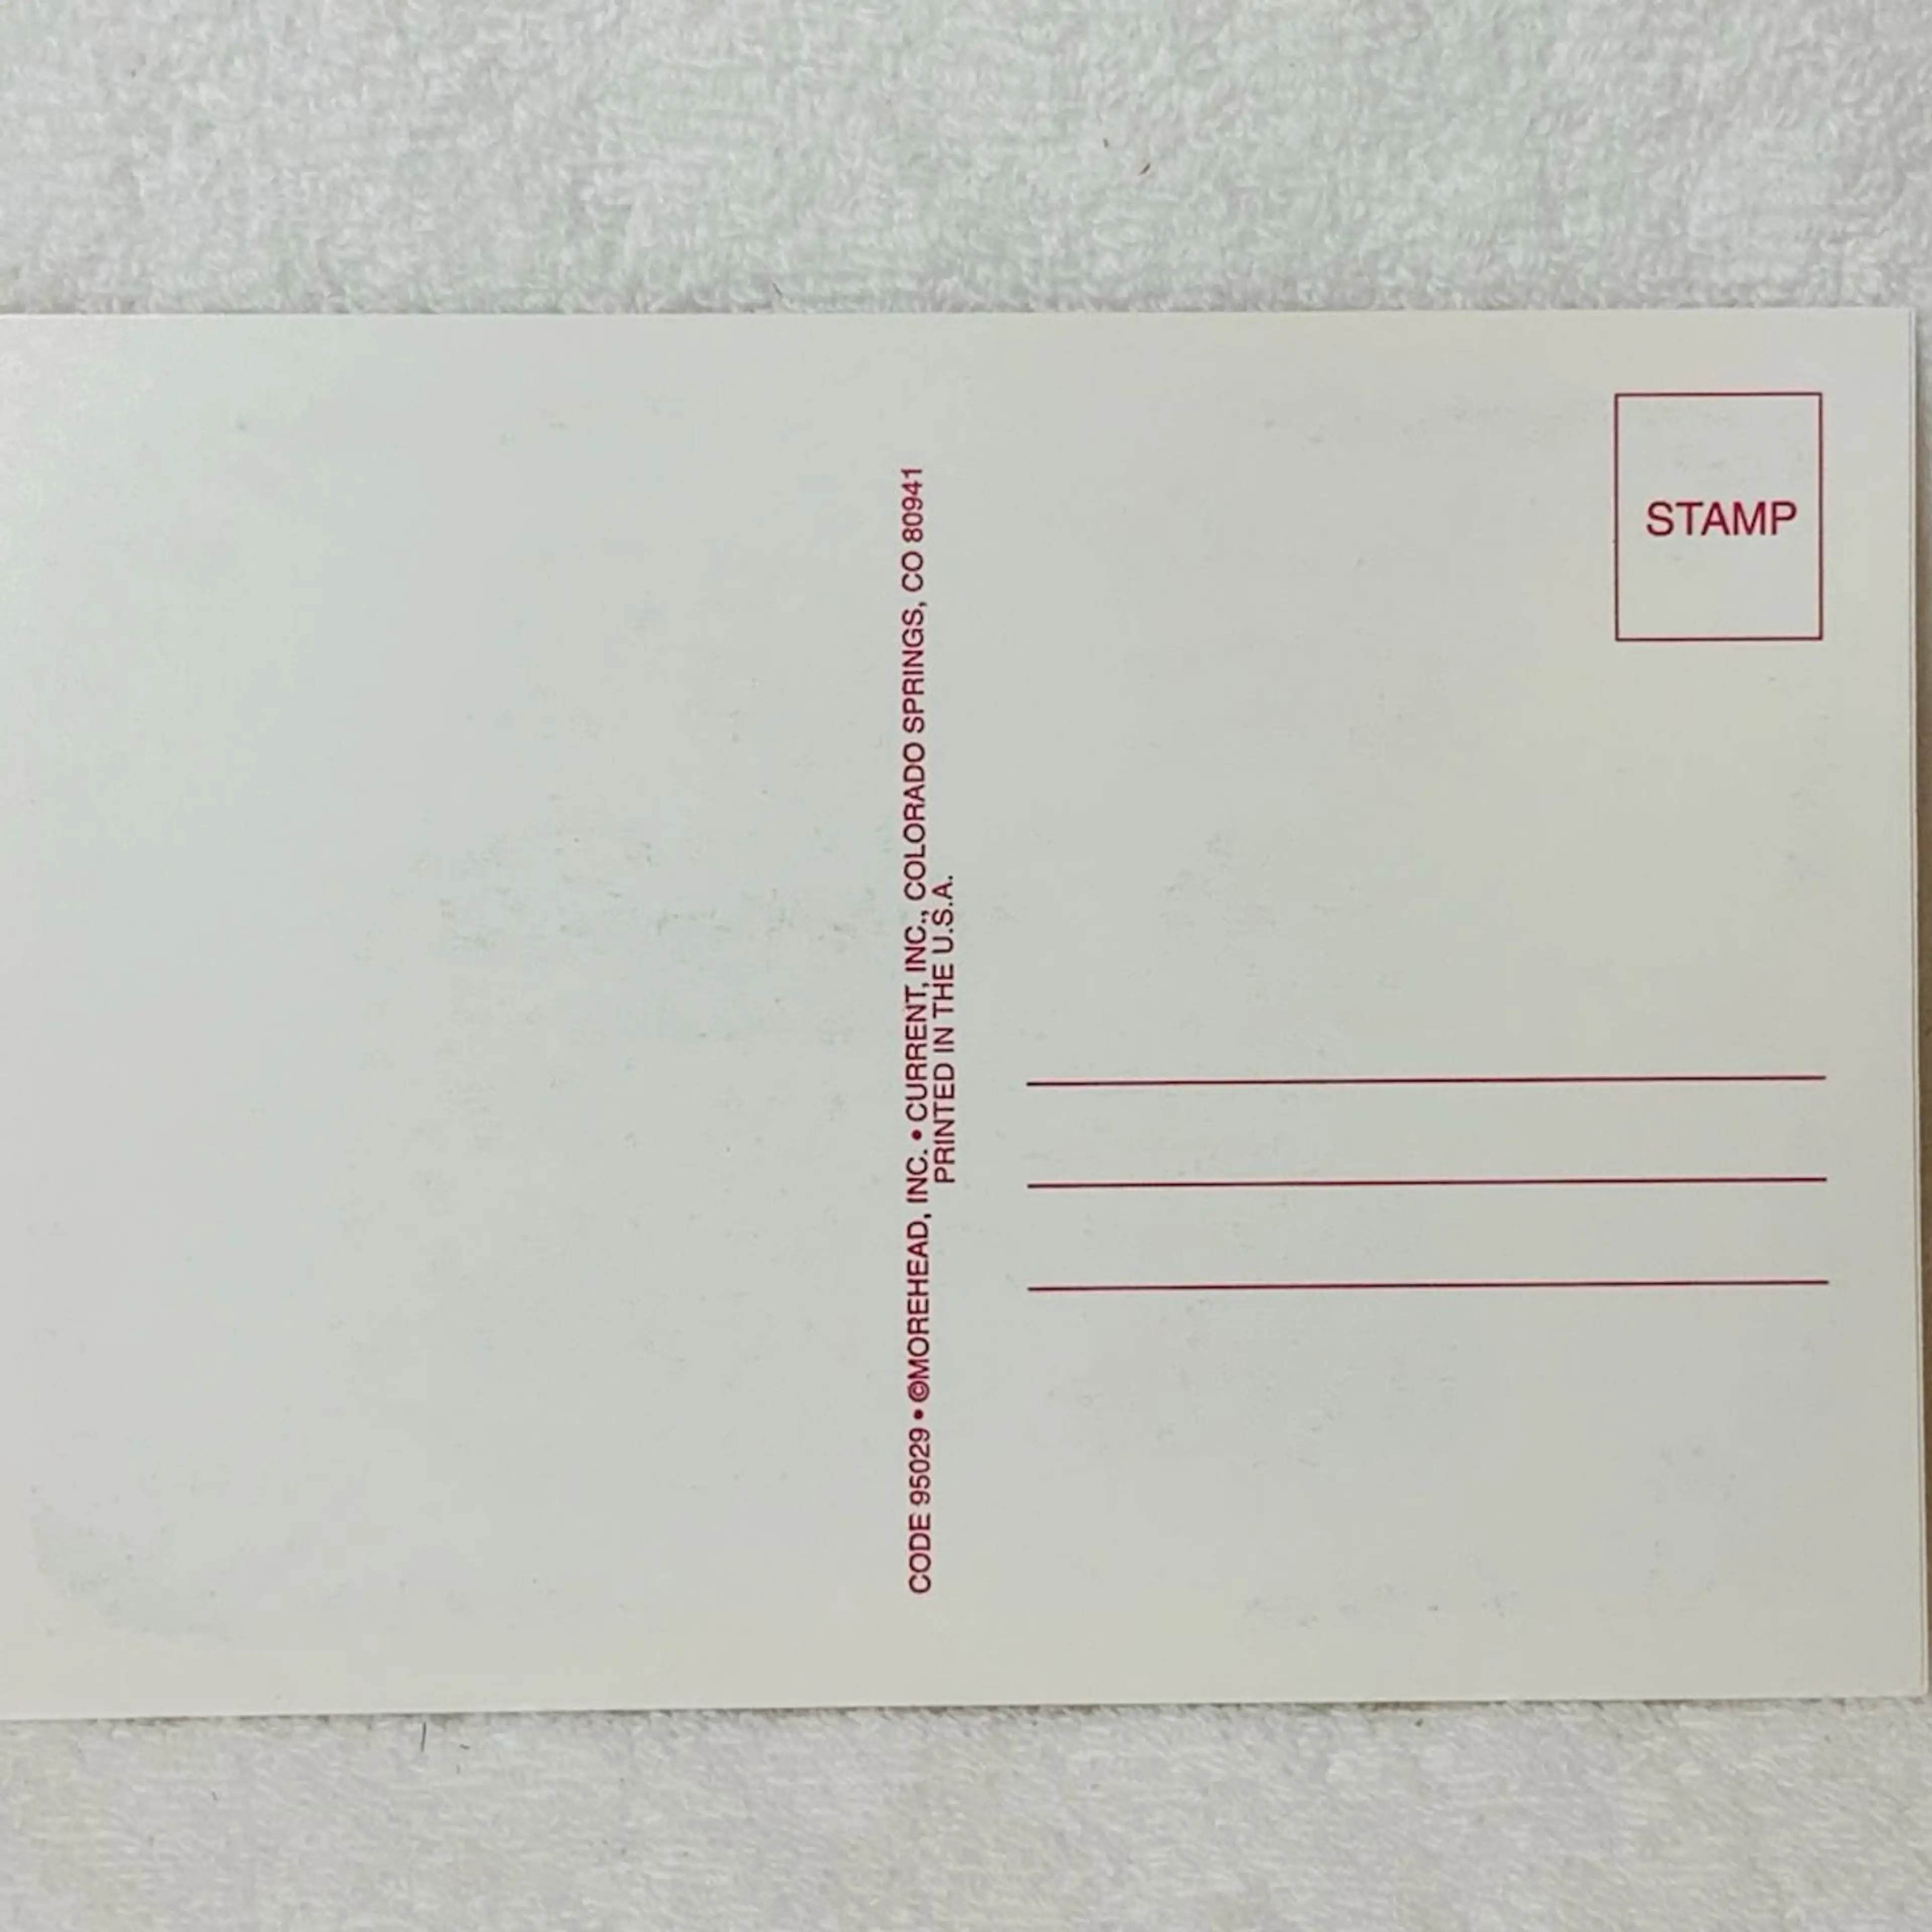 STAMP
CODE 95029 • ©MOREHEAD, INC. • CURRENT, INC., COLORADO SPRINGS, CO 80941
PRINTED IN THE U.S.A.